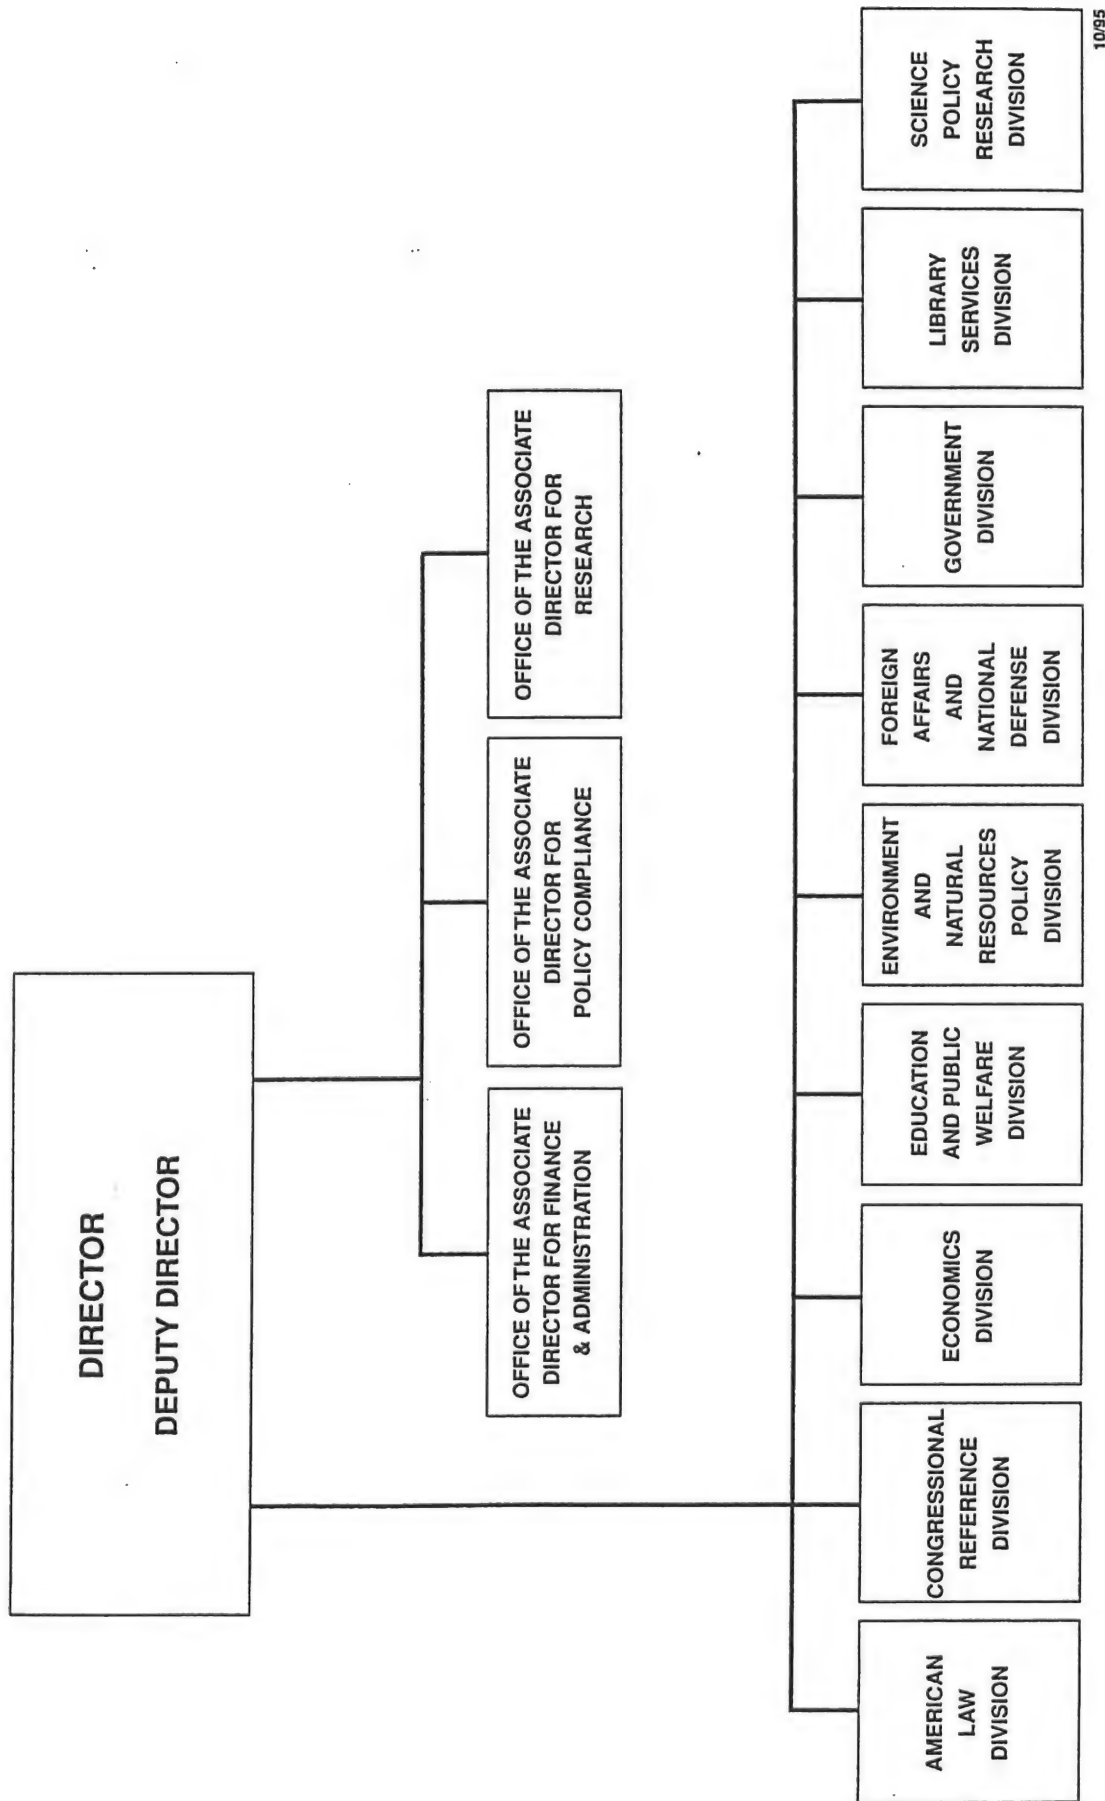 DIRECTOR
DEPUTY DIRECTOR
OFFICE OF THE ASSOCIATE
DIRECTOR FOR FINANCE
& ADMINISTRATION
OFFICE OF THE ASSOCIATE
DIRECTOR FOR
POLICY COMPLIANCE
OFFICE OF THE ASSOCIATE
DIRECTOR FOR
RESEARCH
AMERICAN
LAW
DIVISION
CONGRESSIONAL
REFERENCE
DIVISION
ECONOMICS
DIVISION
EDUCATION
AND PUBLIC
WELFARE
DIVISION
ENVIRONMENT
AND
NATURAL
RESOURCES
POLICY
DIVISION
FOREIGN
AFFAIRS
AND
NATIONAL
DEFENSE
DIVISION
GOVERNMENT
DIVISION
LIBRARY
SERVICES
DIVISION
SCIENCE
POLICY
RESEARCH
DIVISION
10/95